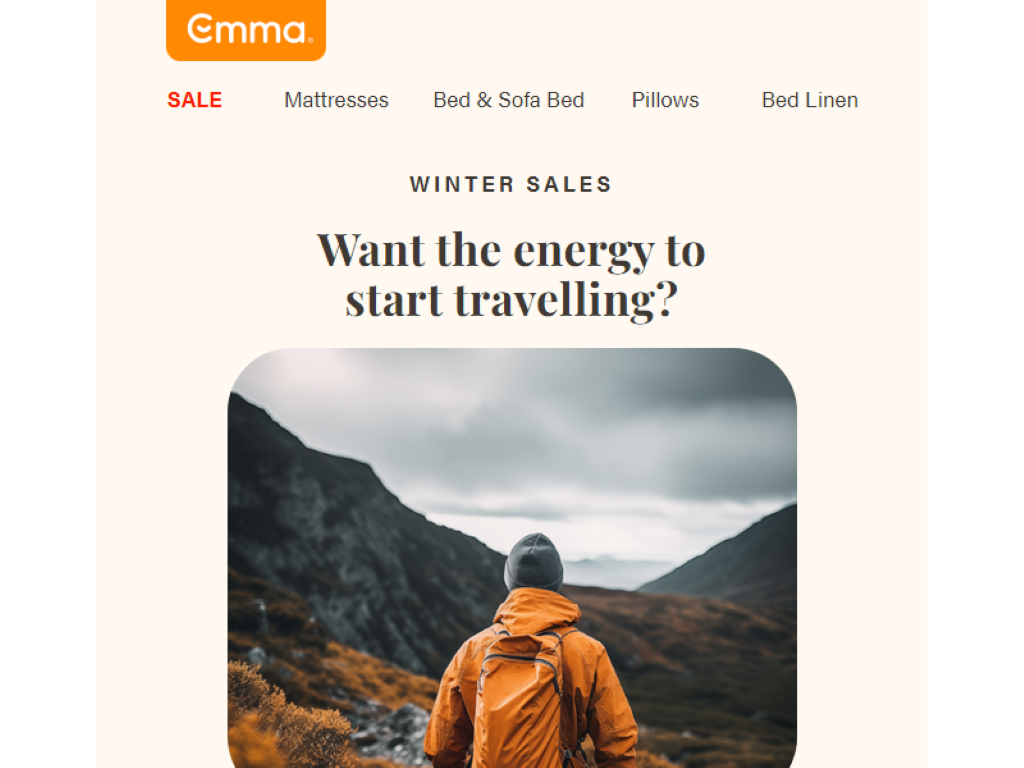 emma®
SALE Mattresses Bed & Sofa Bed Pillows Bed Linen
WINTER SALES
Want the energy to
start travelling?